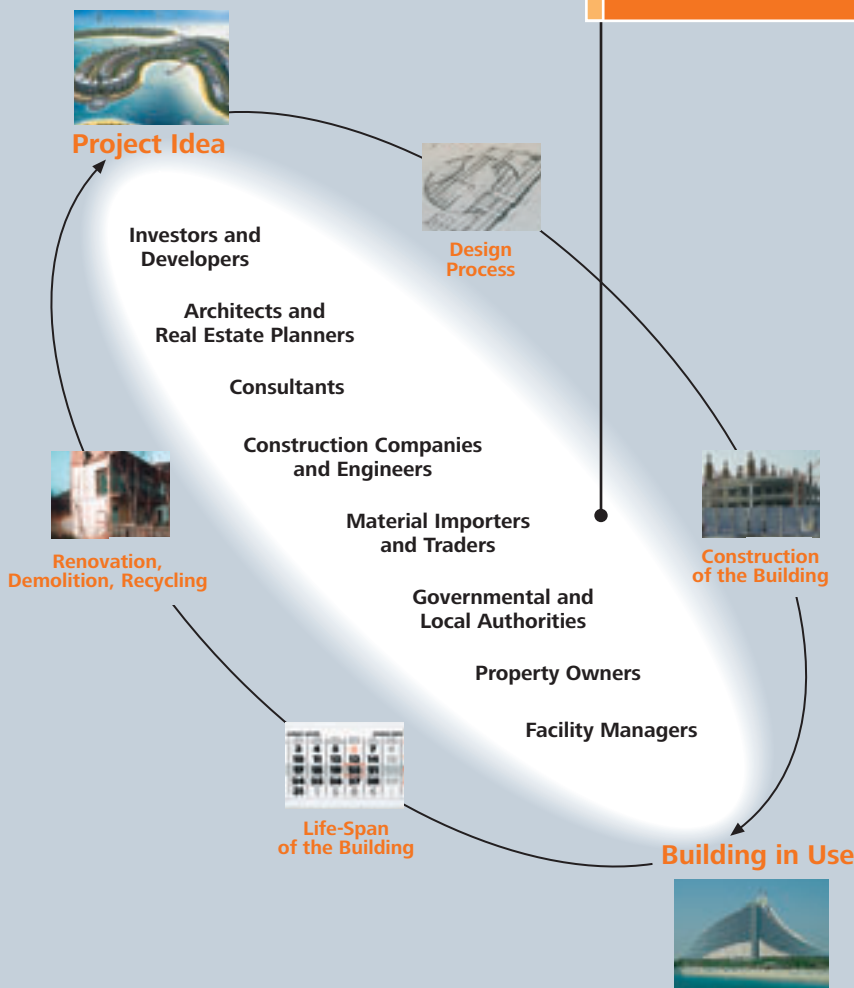 Project Idea
Design
Process
Investors and
Developers
Architects and
Real Estate Planners
Consultants
Construction Companies
and Engineers
Material Importers
and Traders
Governmental and
Local Authorities
Property Owners
Facility Managers
Construction
of the Building
Building in Use
Life-Span
of the Building
Renovation,
Demolition, Recycling